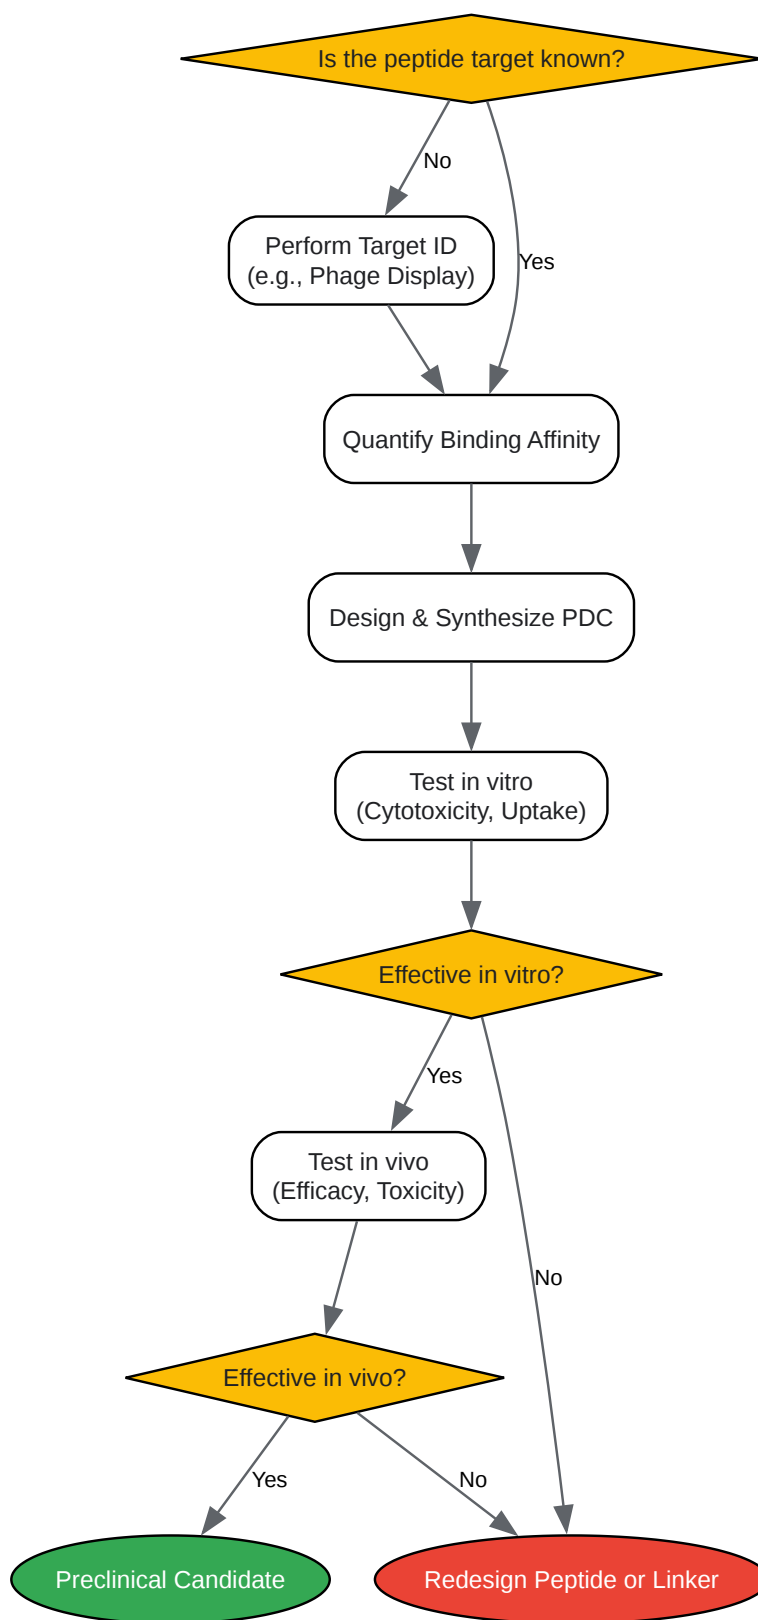 Is the peptide target known?
No
Perform Target ID
(e.g., Phage Display)
Yes
Quantify Binding Affinity
Design & Synthesize PDC
Test in vitro
(Cytotoxicity, Uptake)
Effective in vitro?
Yes
Test in vivo
(Efficacy, Toxicity)
No
Effective in vivo?
Yes
No
Preclinical Candidate
Redesign Peptide or Linker